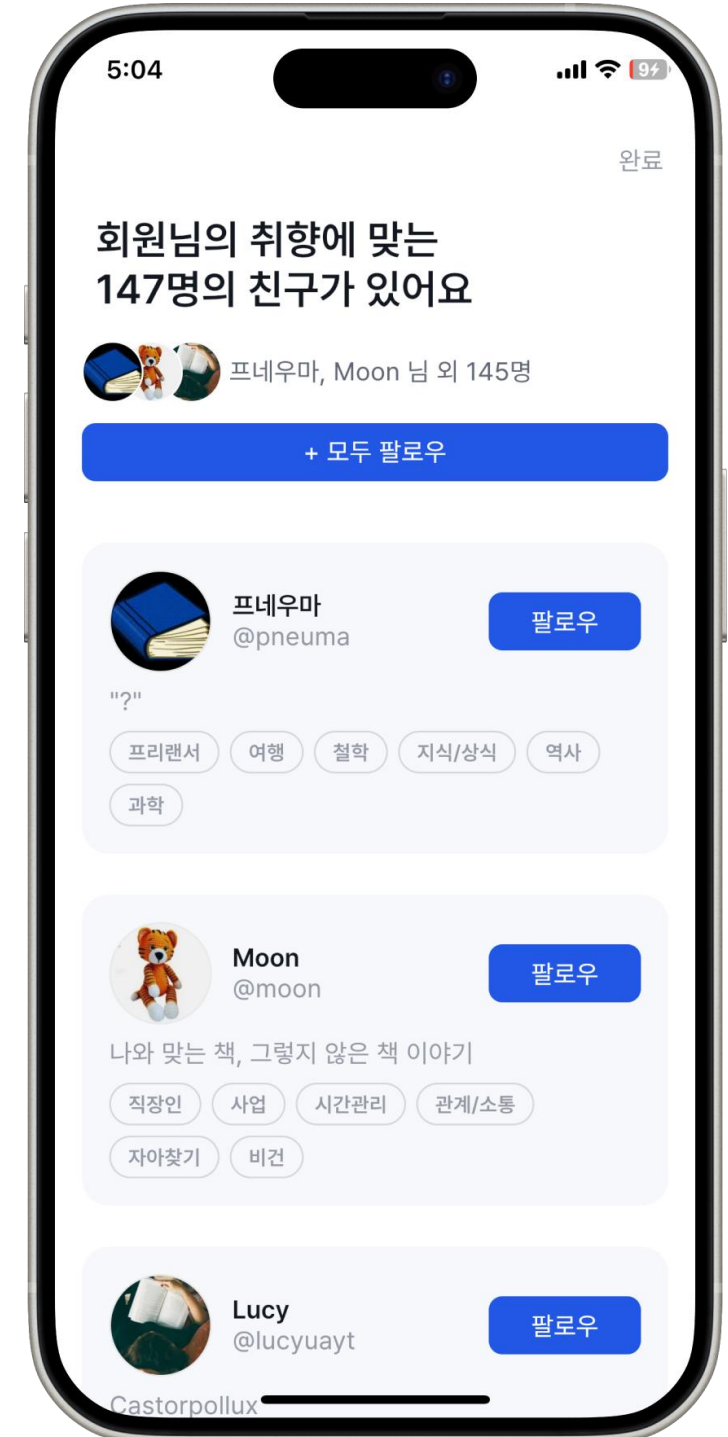 5:04
9
완료
회원님의 취향에 맞는
147명의 친구가 있어요
프네우마, Moon 님 외 145명
+ 모두 팔로우
프네우마
@pneuma
팔로우
"?"
프리랜서 여행 철학 지식/상식 역사
과학
Moon
@moon
팔로우
나와 맞는 책, 그렇지 않은 책 이야기
직장인 사업 시간관리 관계/소통
자아찾기 비건
Lucy
@lucyuayt
팔로우
Castorpollux